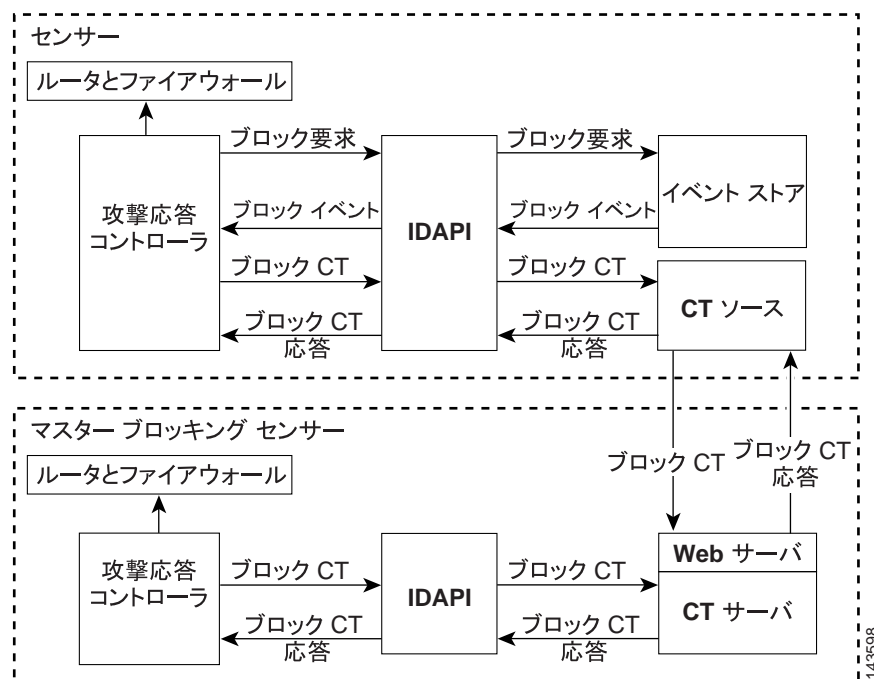 センサー
ルータとファイアウォール
攻撃応答
コントローラ
ブロック要求
ブロック イベント
ブロック CT
ブロック CT
応答
IDAPI
ブロック要求
ブロック イベント
ブロック CT
ブロック CT
応答
イベント ストア
CT ソース
ブロック CT
ブロック CT
応答
マスター ブロッキング センサー
ルータとファイアウォール
攻撃応答
コントローラ
ブロック CT
ブロック CT
応答
IDAPI
ブロック CT
ブロック CT
応答
Web サーバ
CT サーバ
143598